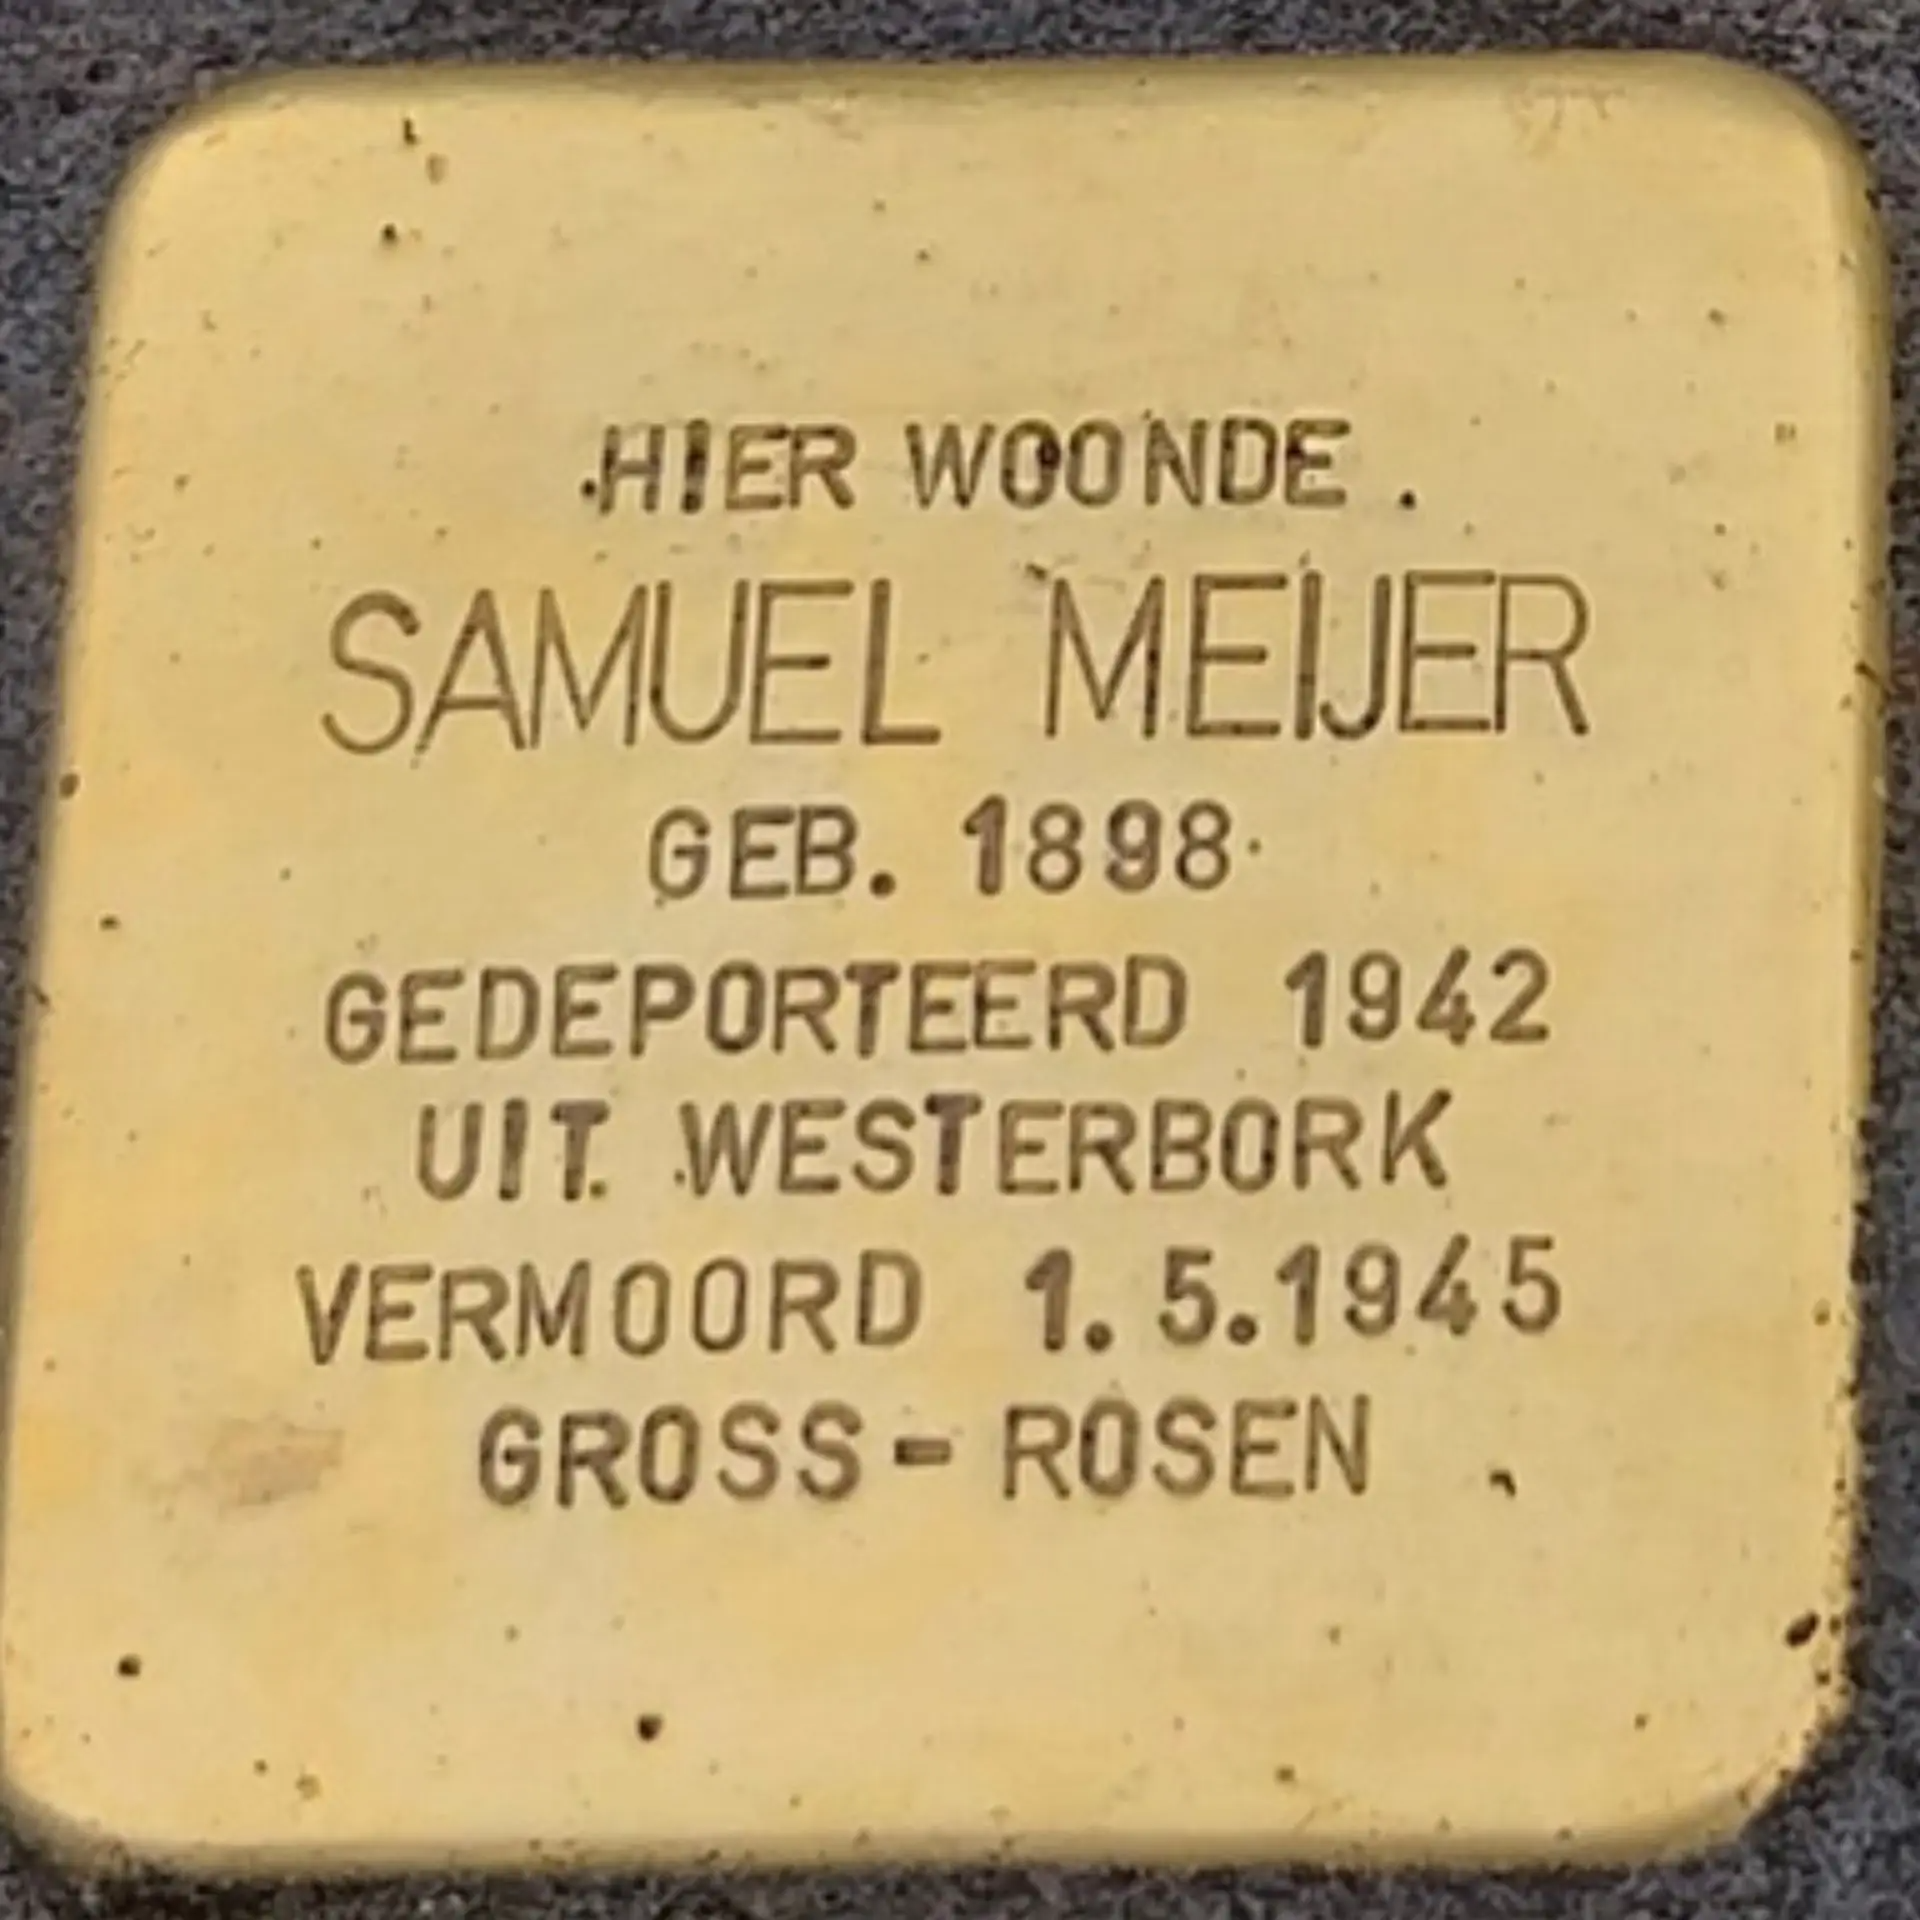 HIER WOONDE
SAMUEL MEIJER
GEB. 1898
GEDEPORTEERD 1942
UIT WESTERBORK
VERMOORD 1.5.1945
GROSS-ROSEN